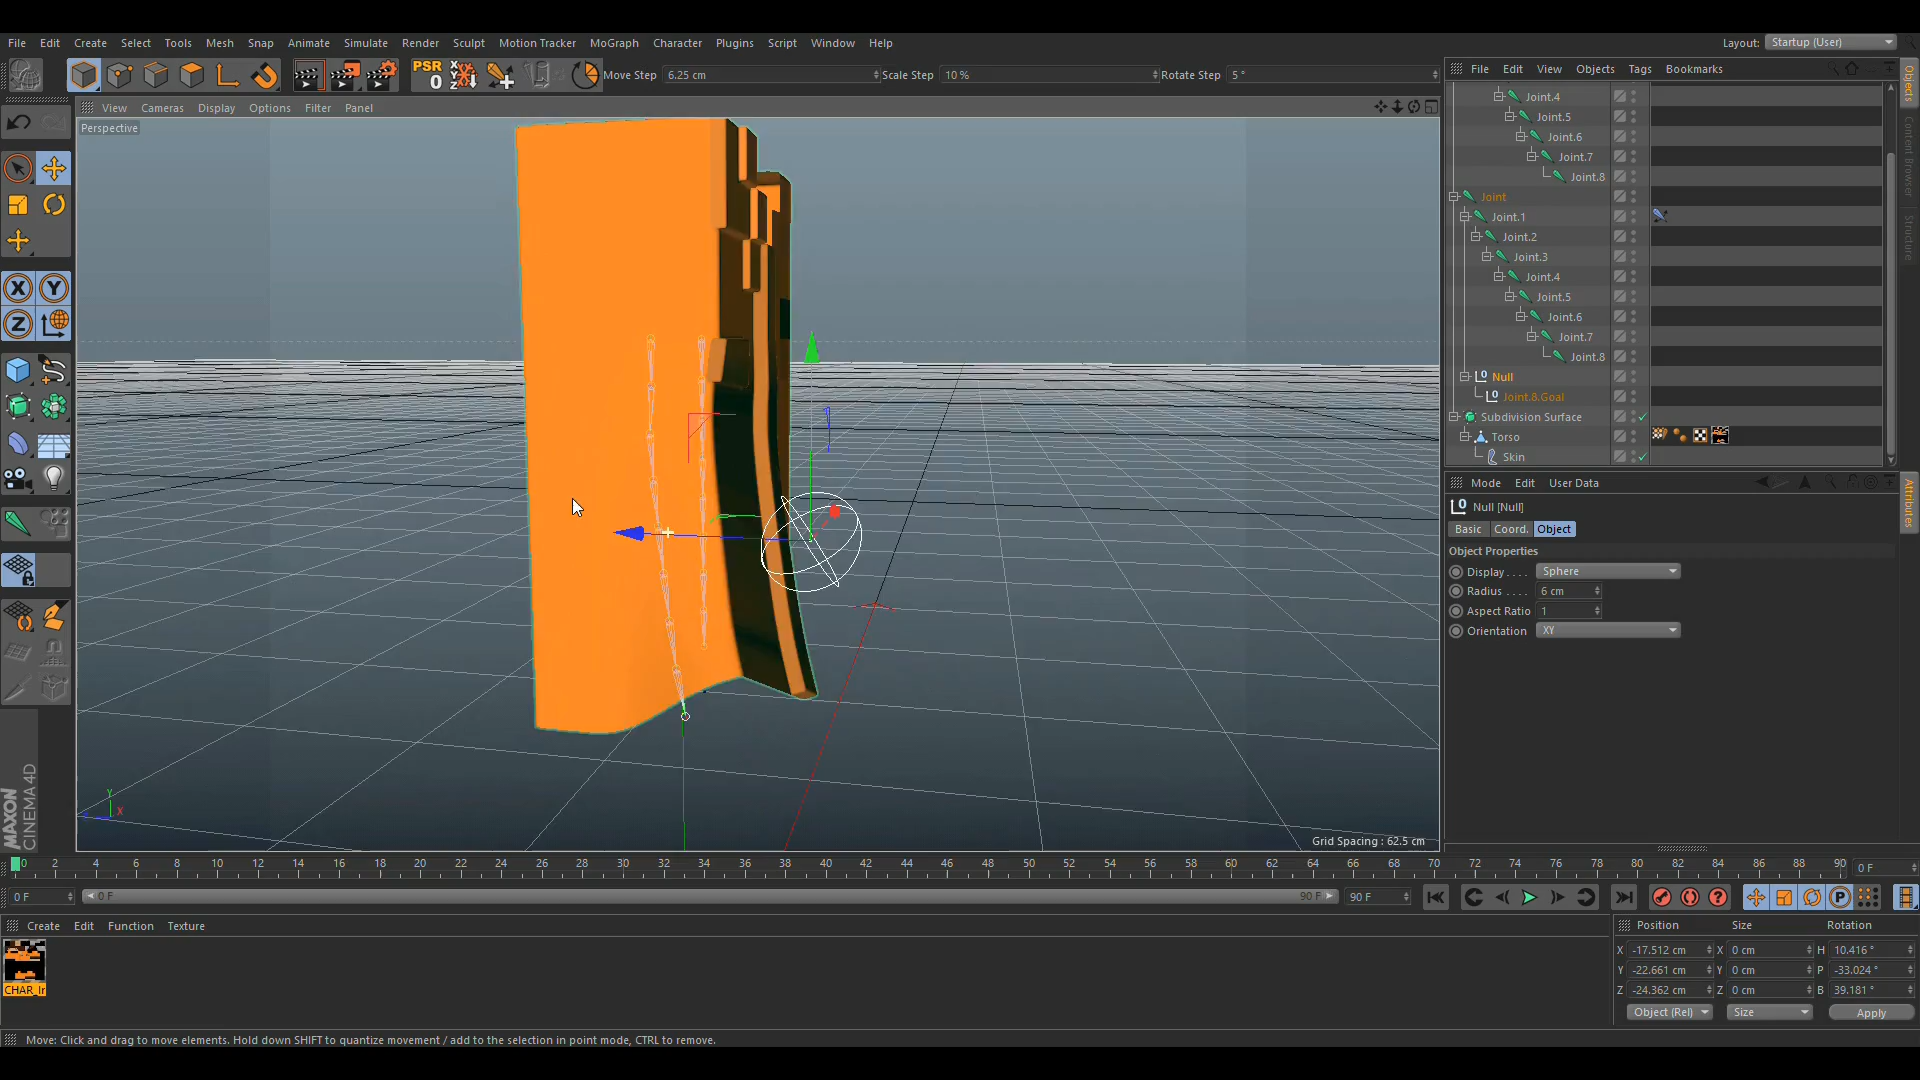 File Edit Create Select Tools Mesh Snap Animate Simulate Render Sculpt Motion Tracker MoGraph Character Plugins Script Window Help
Layout: Startup (User)
PSR
0
Move Step 6.25 cm Scale Step 10 % Rotate Step 5 °
File Edit View Objects Tags Bookmarks
View Cameras Display Options Filter Panel
Perspective
Joint.4
Joint.5
Joint.6
Joint.7
Joint.8
Joint
Joint.1
Joint.2
Joint.3
Joint.4
Joint.5
Joint.6
Joint.7
Joint.8
Null
Joint.8.Goal
Subdivision Surface
Torso
Skin
Objects
Content Browser
Structure
Attributes
Mode Edit User Data
Null [Null]
Basic Coord. Object
Object Properties
Display . . . . Sphere
Radius . . . . 6 cm
Aspect Ratio 1
Orientation XY
X Y
Z
MAXON
CINEMA 4D
Y
X
Grid Spacing : 62.5 cm
0 2 4 6 8 10 12 14 16 18 20 22 24 26 28 30 32 34 36 38 40 42 44 46 48 50 52 54 56 58 60 62 64 66 68 70 72 74 76 78 80 82 84 86 88 90 0 F
0 F 0 F 90 F 90 F
Create Edit Function Texture
CHAR_Ir
Position Size Rotation
X -17.512 cm X 0 cm H 10.416 °
Y -22.661 cm Y 0 cm P -33.024 °
Z -24.362 cm Z 0 cm B 39.181 °
Object (Rel) Size Apply
Move: Click and drag to move elements. Hold down SHIFT to quantize movement / add to the selection in point mode, CTRL to remove.